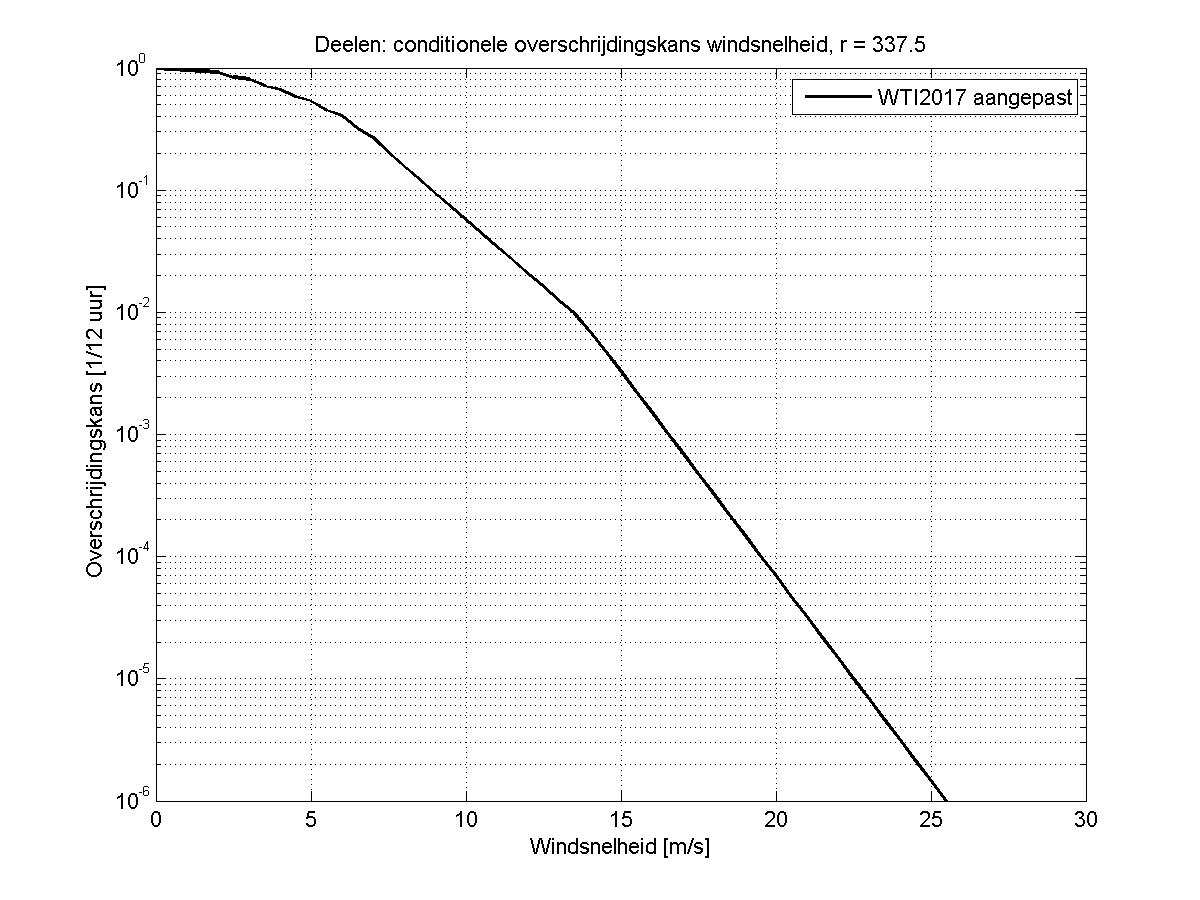 Deelen: conditionele overschrijdingskans windsnelheid, r = 337.5
WTI2017 aangepast
Overschrijdingskans [1/12 uur]
10^0
10^-1
10^-2
10^-3
10^-4
10^-5
10^-6
0 5 10 15 20 25 30
Windsnelheid [m/s]